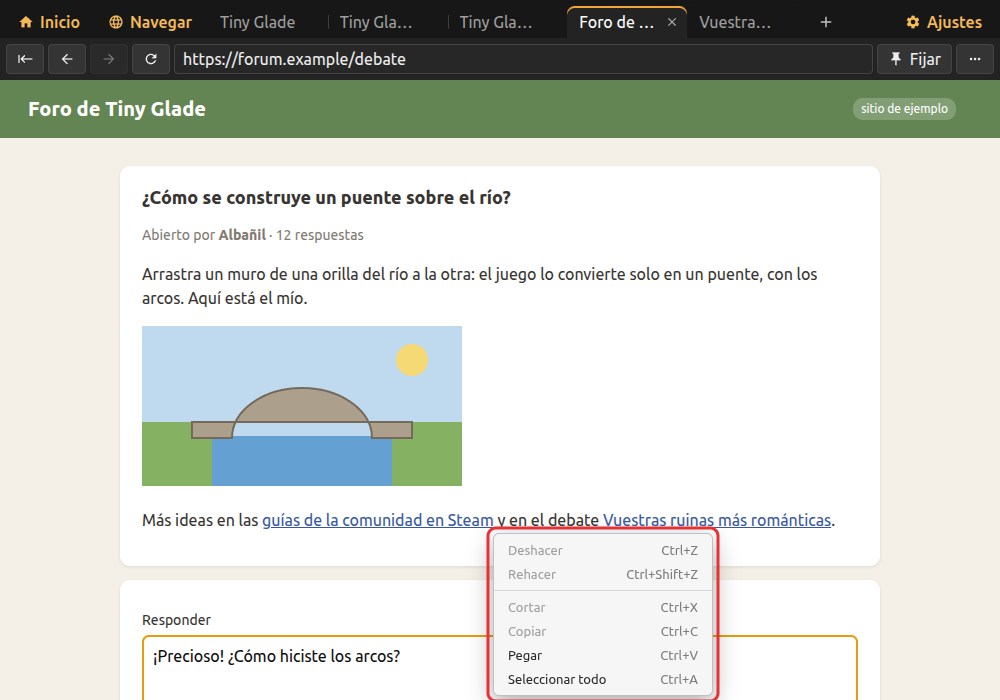 Inicio
Navegar
Tiny Glade
Tiny Gla...
Tiny Gla...
Foro de ...
Vuestra...
Ajustes
https://forum.example/debate
Fijar
Foro de Tiny Glade
sitio de ejemplo
¿Cómo se construye un puente sobre el río?
Abierto por Albañil · 12 respuestas
Arrastra un muro de una orilla del río a la otra: el juego lo convierte solo en un puente, con los
arcos. Aquí está el mío.
Más ideas en las guías de la comunidad en Steam y en el debate Vuestras ruinas más románticas.
Deshacer Ctrl+Z
Rehacer Ctrl+Shift+Z
Cortar Ctrl+X
Copiar Ctrl+C
Pegar Ctrl+V
Seleccionar todo Ctrl+A
Responder
¡Precioso! ¿Cómo hiciste los arcos?